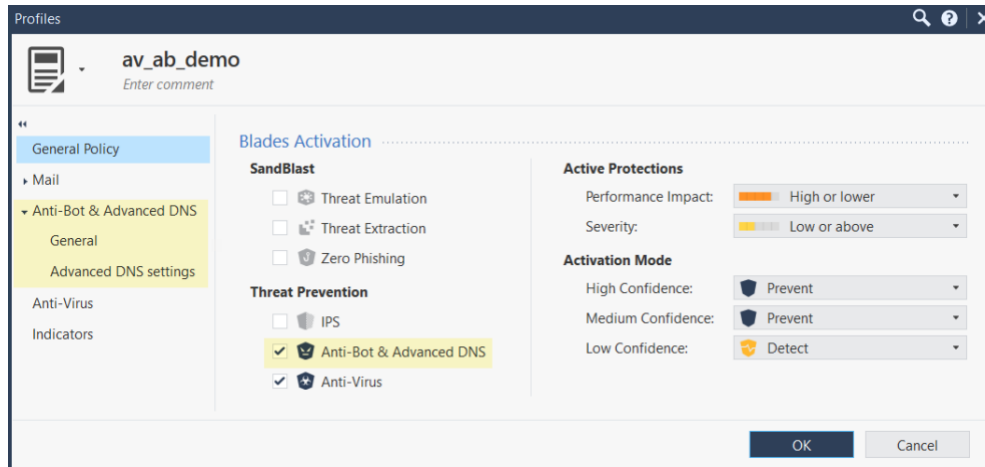 Profiles
av_ab_demo
Enter comment
General Policy
Mail
Anti-Bot & Advanced DNS
General
Advanced DNS settings
Anti-Virus
Indicators
Blades Activation
SandBlast
Threat Emulation
Threat Extraction
Zero Phishing
Threat Prevention
IPS
Anti-Bot & Advanced DNS
Anti-Virus
Active Protections
Performance Impact: High or lower
Severity: Low or above
Activation Mode
High Confidence: Prevent
Medium Confidence: Prevent
Low Confidence: Detect
OK Cancel